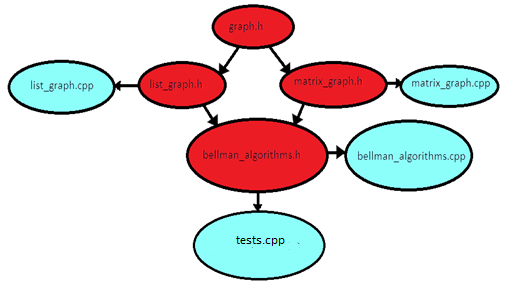 graph.h
list_graph.cpp
list_graph.h
matrix_graph.h
matrix_graph.cpp
bellman_algorithms.h
bellman_algorithms.cpp
tests.cpp